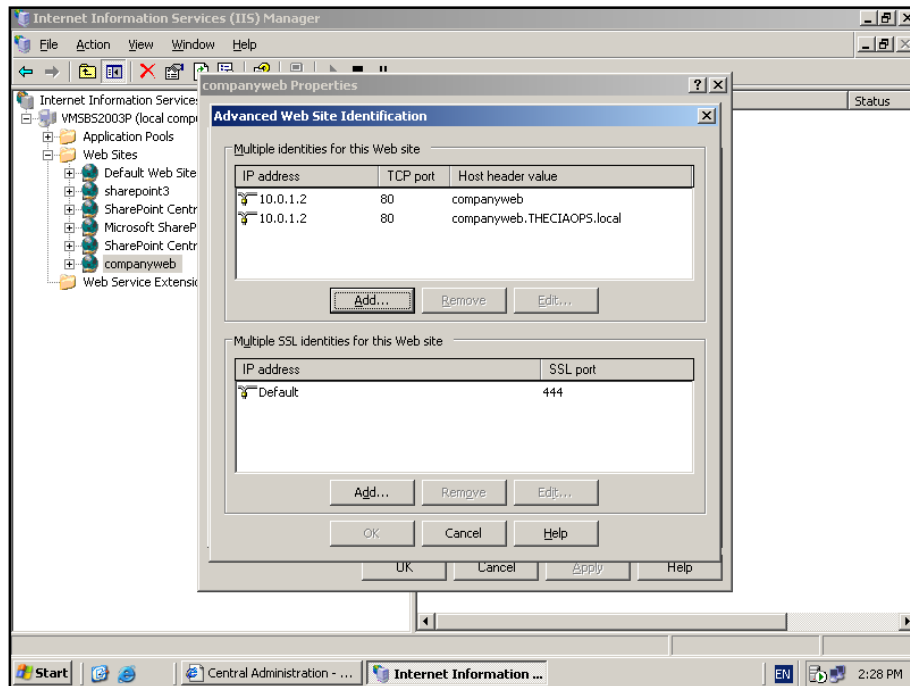 Internet Information Services (IIS) Manager
File Action View Window Help
companyweb Properties
Internet Information Service
Status
VMSBS2003P (local compu
Advanced Web Site Identification
Application Pools
Web Sites
Default Web Site
sharepoint3
SharePoint Centr
Microsoft ShareP
SharePoint Centr
companyweb
Web Service Extensio
Multiple identities for this Web site
IP address TCP port Host header value
10.0.1.2 80 companyweb
10.0.1.2 80 companyweb.THECIAOPS.local
Add... Remove Edit...
Multiple SSL identities for this Web site
IP address SSL port
Default 444
Add... Remove Edit...
OK Cancel Help
OK Cancel Apply Help
Start Central Administration - ... Internet Information ... EN 2:28 PM